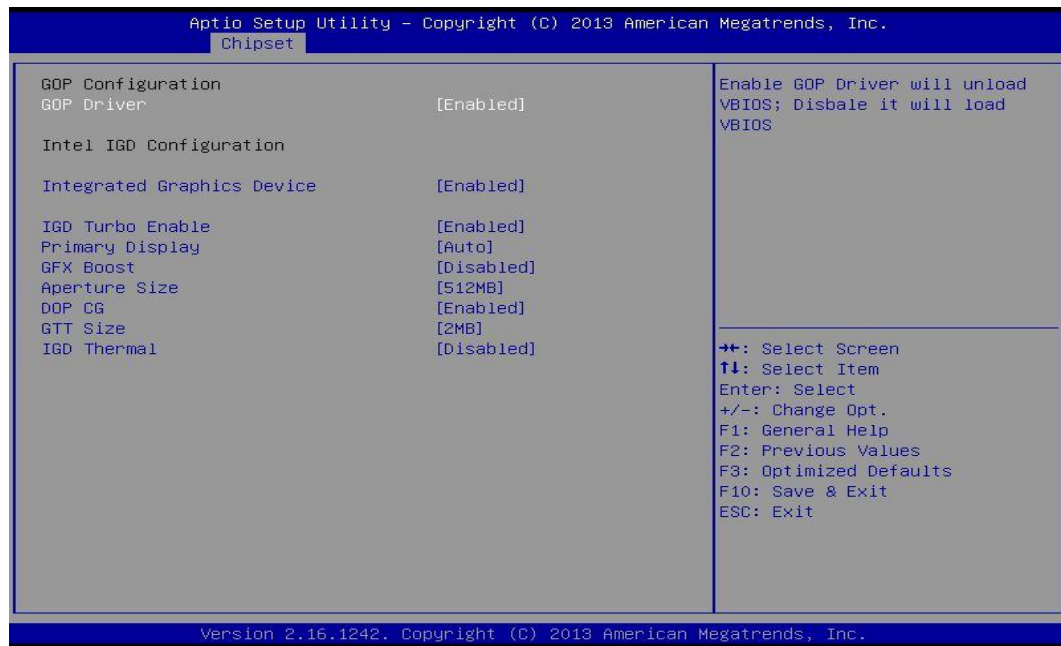 Aptio Setup Utility – Copyright (C) 2013 American Megatrends, Inc.
Chipset
GOP Configuration
GOP Driver [Enabled]
Intel IGD Configuration
Integrated Graphics Device [Enabled]
IGD Turbo Enable [Enabled]
Primary Display [Auto]
GFX Boost [Disabled]
Aperture Size [512MB]
DOP CG [Enabled]
GTT Size [2MB]
IGD Thermal [Disabled]
Enable GOP Driver will unload
VBIOS; Disbale it will load
VBIOS
→←: Select Screen
↑↓: Select Item
Enter: Select
+/-: Change Opt.
F1: General Help
F2: Previous Values
F3: Optimized Defaults
F10: Save & Exit
ESC: Exit
Version 2.16.1242. Copyright (C) 2013 American Megatrends, Inc.